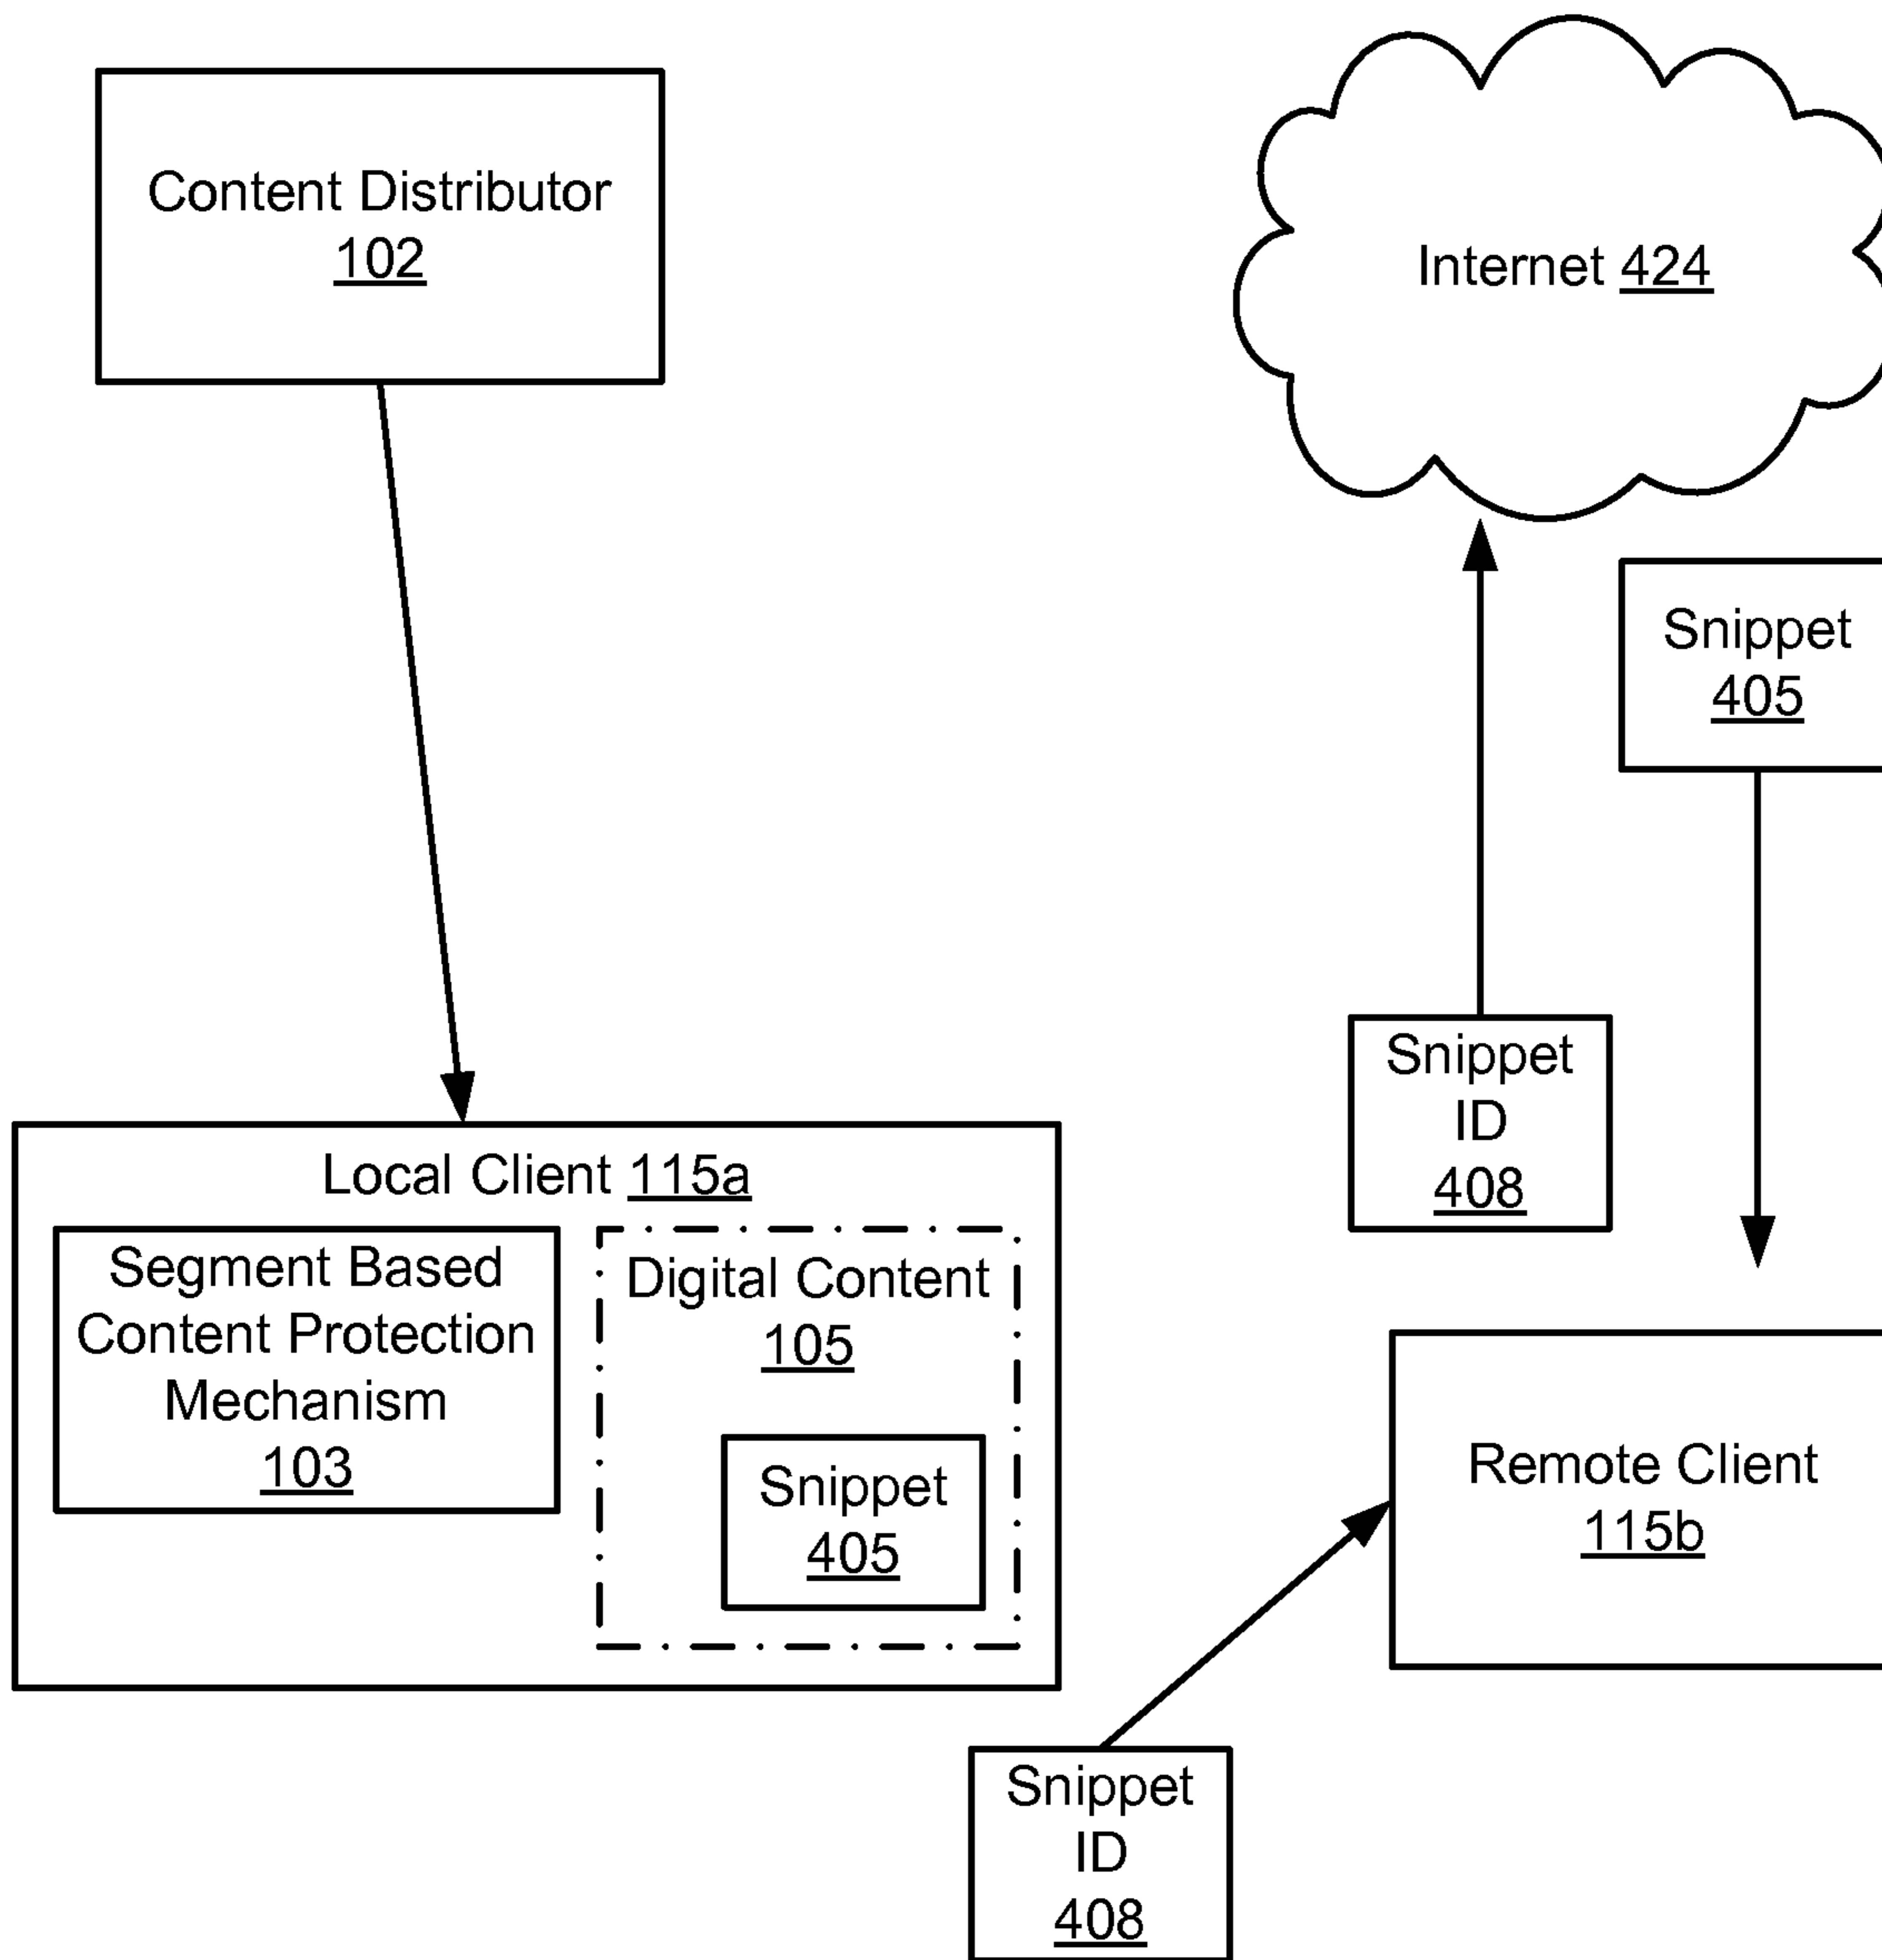 Content Distributor
102
Internet 424
Snippet
405
Snippet
ID
408
Local Client 115a
Segment Based
Content Protection
Mechanism
103
Digital Content
105
Snippet
405
Remote Client
115b
Snippet
ID
408